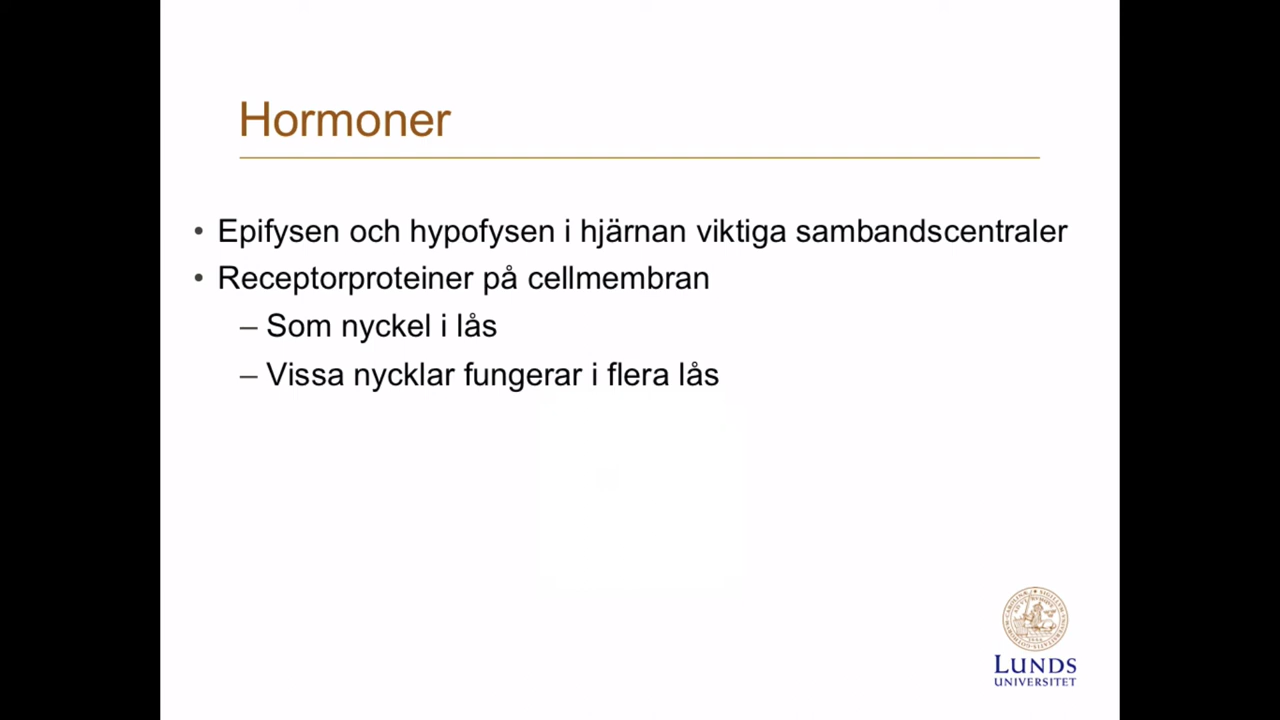 Hormoner
• Epifysen och hypofysen i hjärnan viktiga sambandscentraler
• Receptorproteiner på cellmembran
– Som nyckel i lås
– Vissa nycklar fungerar i flera lås
LUNDS
UNIVERSITET